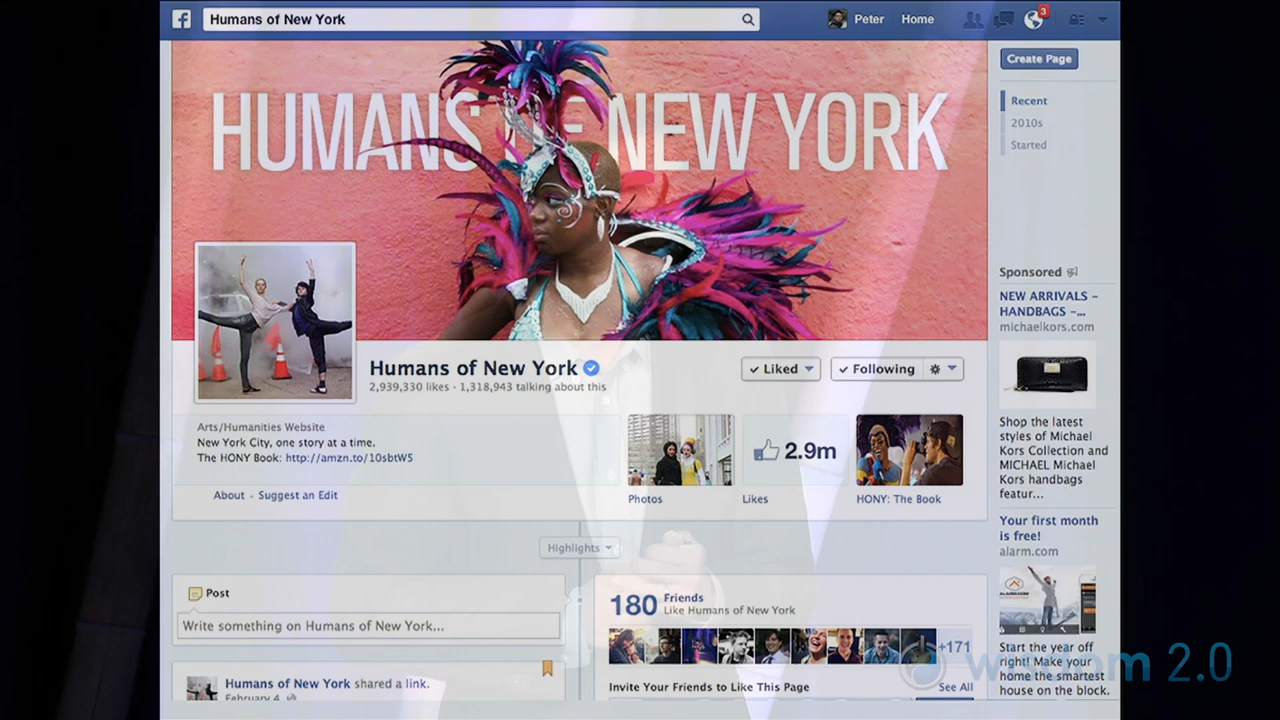 Humans of New York
Peter
Home
3
Create Page
HUMANS OF NEW YORK
Recent
2010s
Started
Humans of New York
2,939,330 likes · 1,318,943 talking about this
Liked
Following
Arts/Humanities Website
New York City, one story at a time.
The HONY Book: http://amzn.to/10sbtW5
About - Suggest an Edit
2.9m
Photos
Likes
HONY: The Book
Sponsored
NEW ARRIVALS –
HANDBAGS –...
michaelkors.com
Shop the latest
styles of Michael
Kors Collection and
MICHAEL Michael
Kors handbags
featur...
Your first month
is free!
alarm.com
ALARM.COM
Start the year off
right! Make your
home the smartest
house on the block.
Highlights
Post
Write something on Humans of New York...
Humans of New York shared a link.
February 4
180 Friends
Like Humans of New York
+171
Invite Your Friends to Like This Page
See All
wisdom 2.0